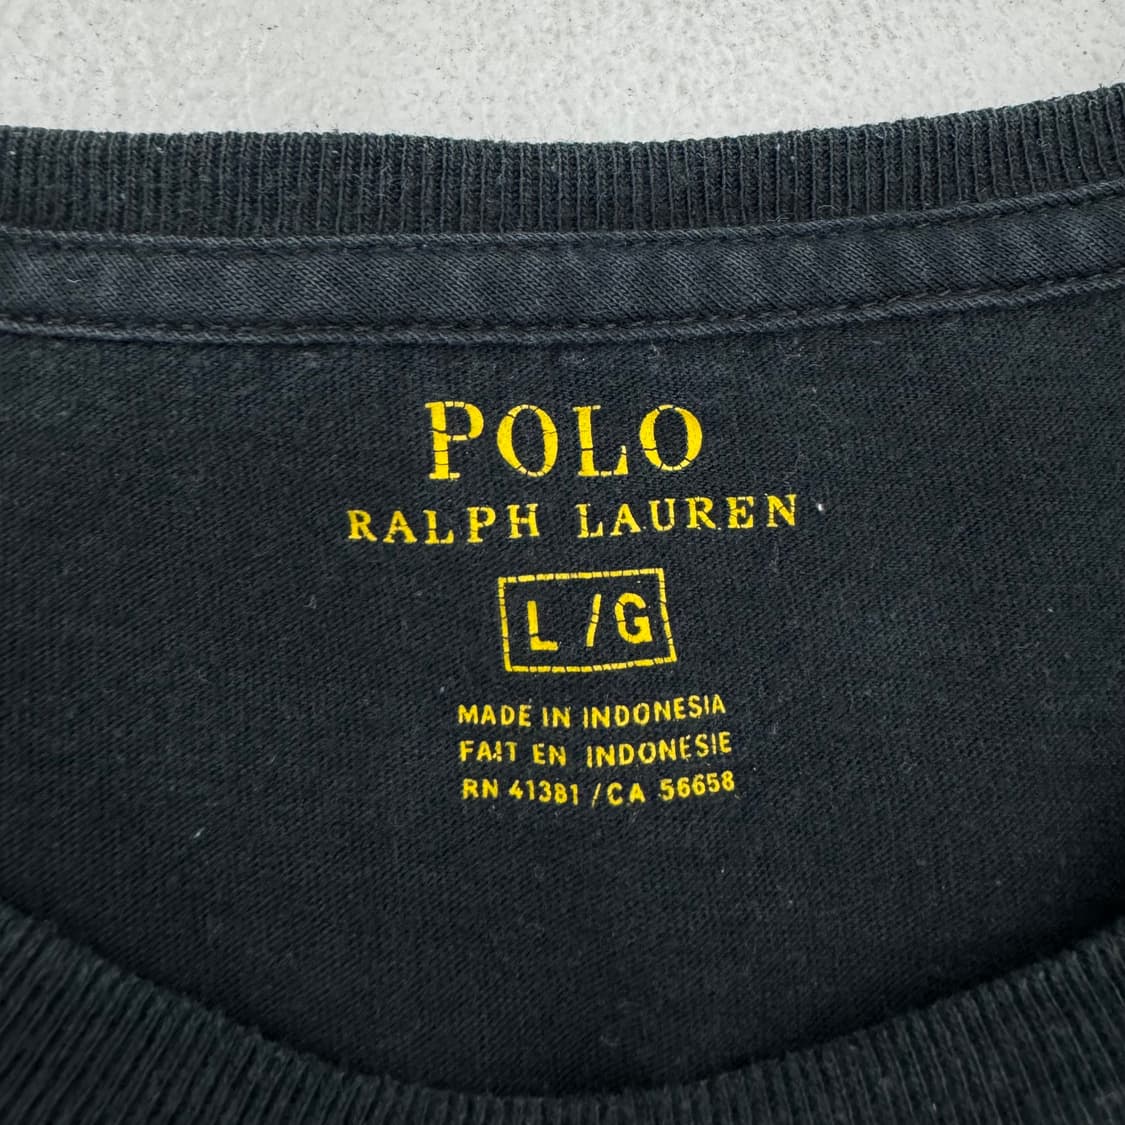 POLO
RALPH LAUREN
L/G
MADE IN INDONESIA
FAIT EN INDONESIE
RN 41381 /CA 56658